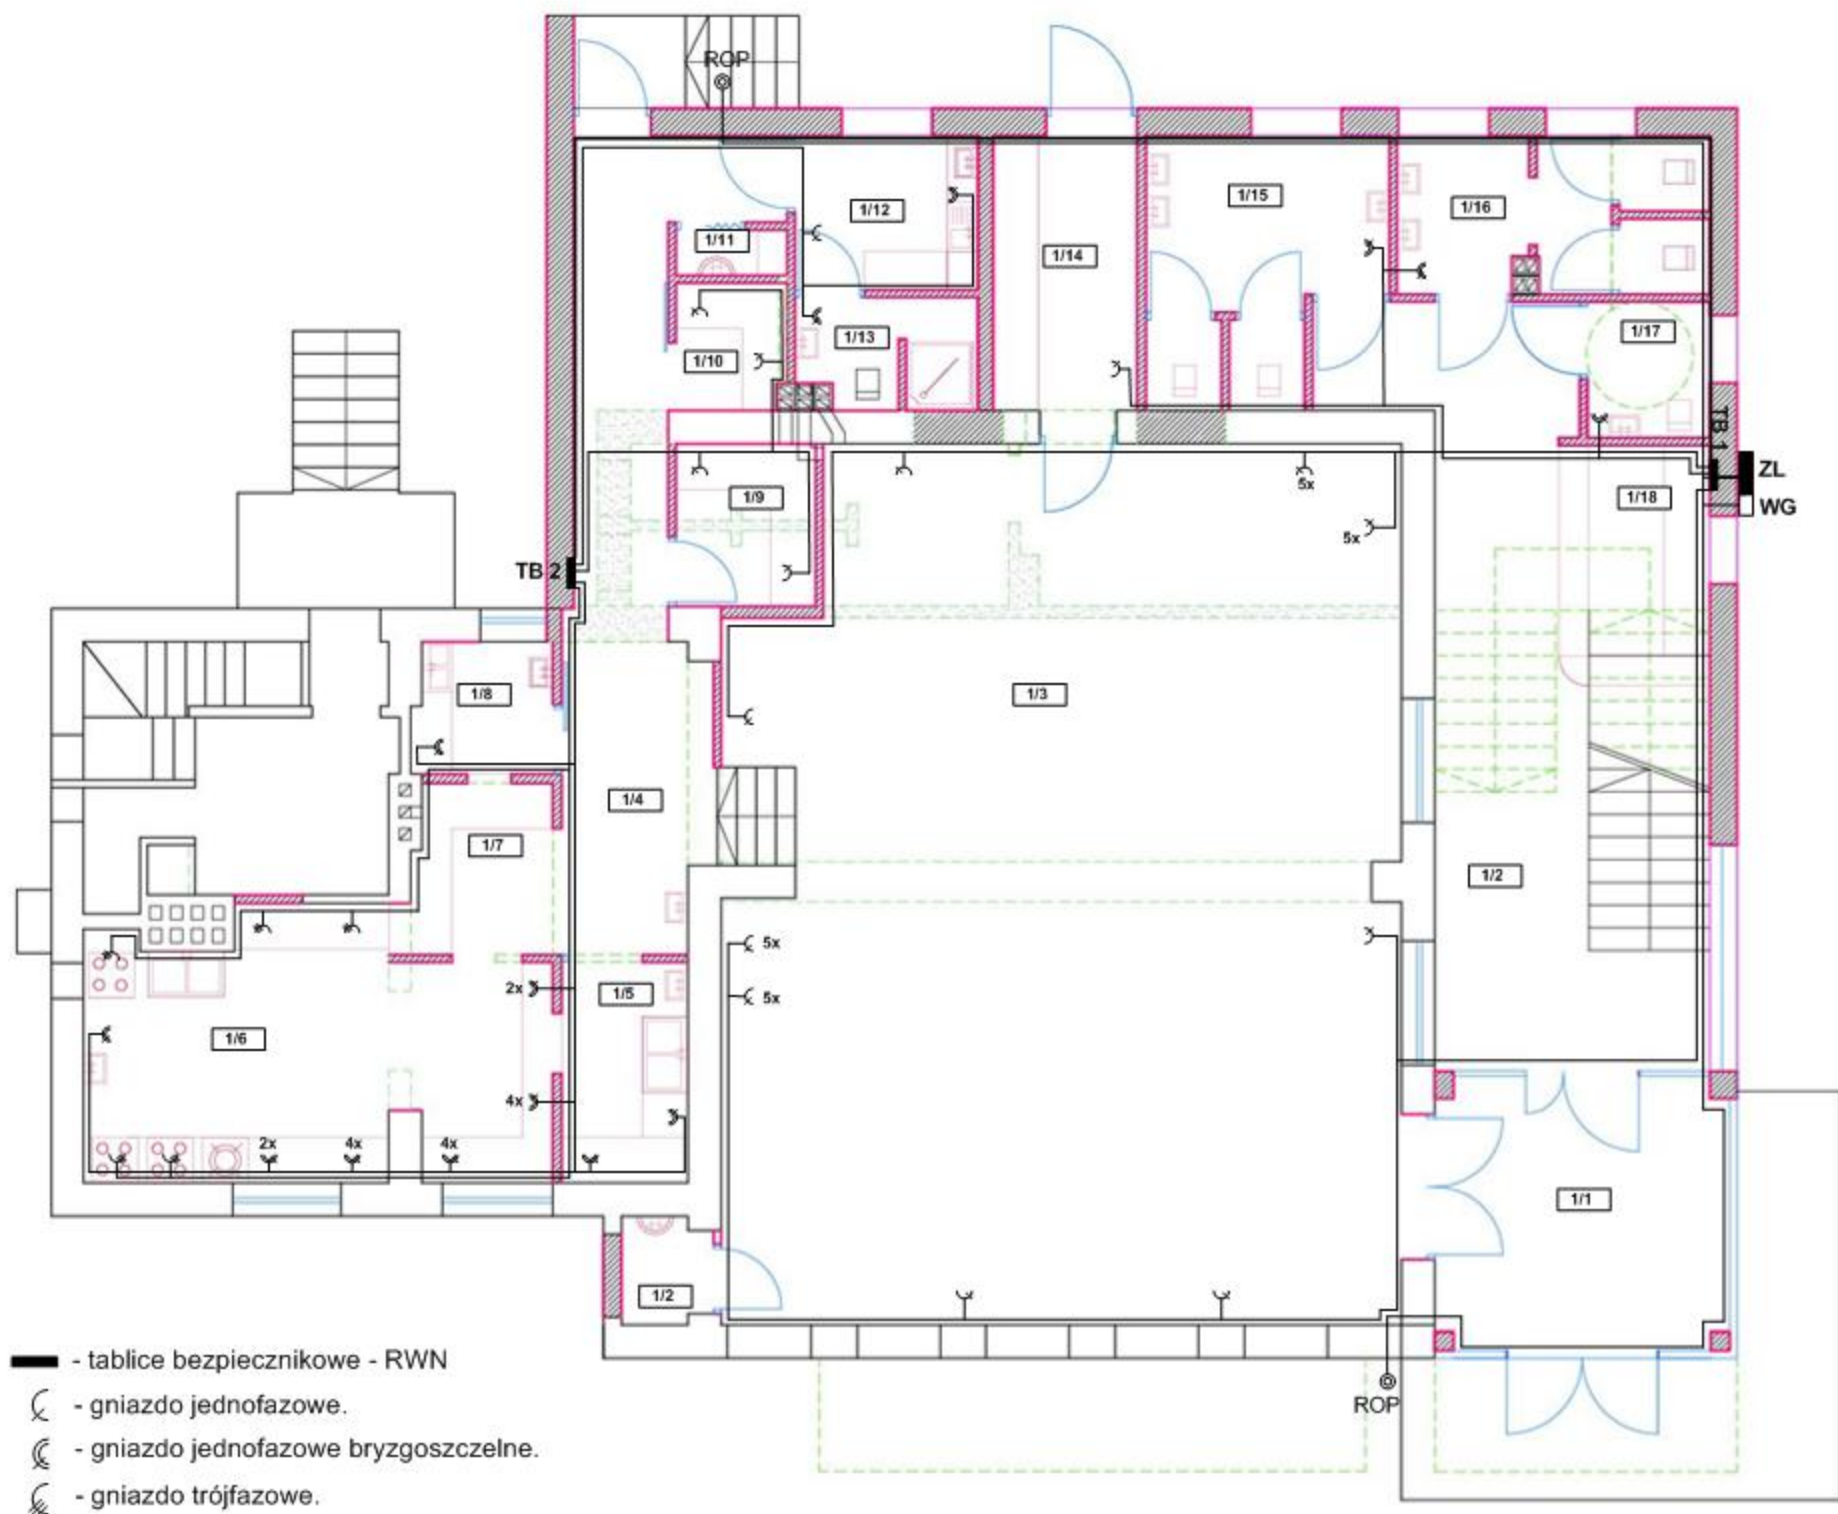 ROP
1/12
1/15
1/16
1/11
1/14
1/17
1/13
1/10
TB 1
ZL
1/9
5x
1/18
WG
5x
TB 2
1/8
1/3
1/4
1/7
1/2
5x
2x
1/5
5x
1/6
4x
2x
4x
4x
1/1
1/2
- tablice bezpiecznikowe - RWN
ROP
- gniazdo jednofazowe.
- gniazdo jednofazowe bryzgoszczelne.
- gniazdo trójfazowe.